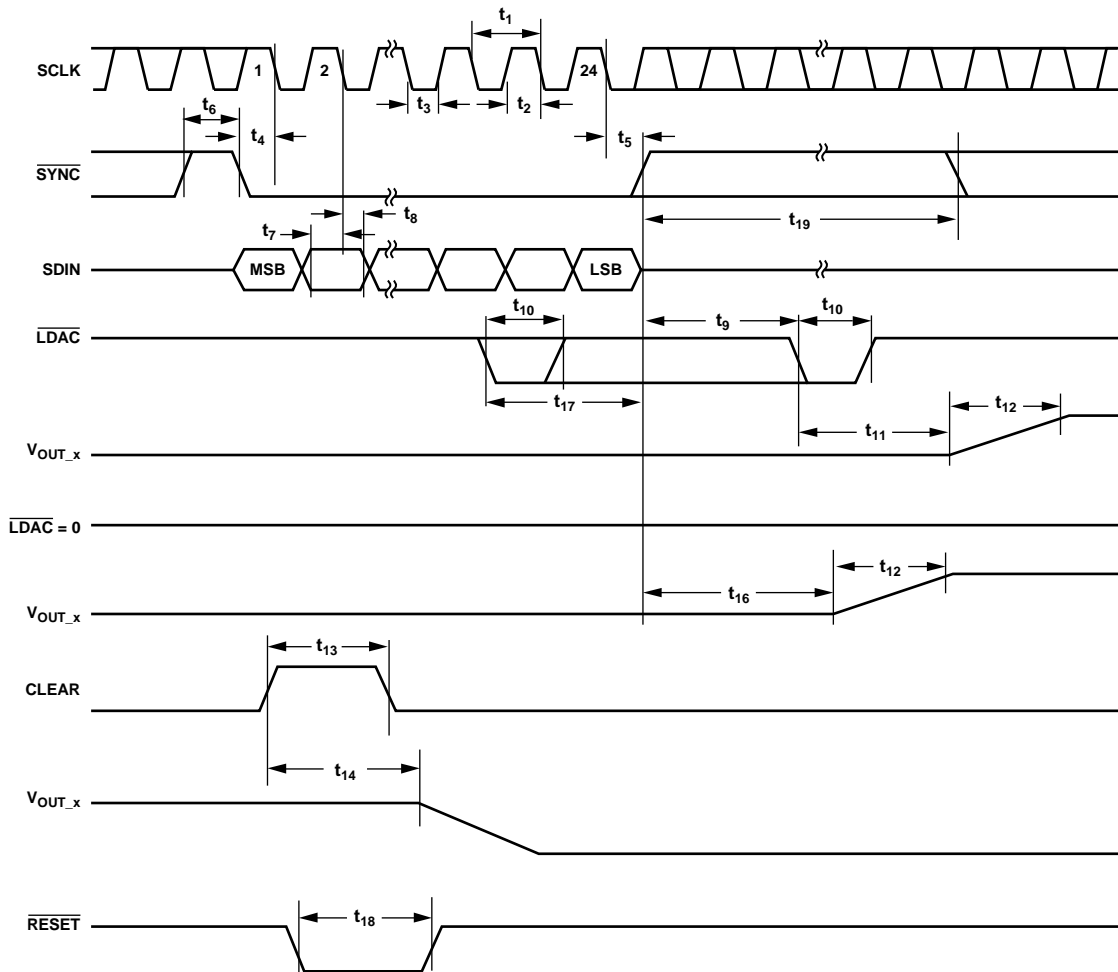 t1
SCLK
1
2
24
t3
t2
t6
t4
t5
SYNC
t8
t19
t7
SDIN
MSB
LSB
t10
t9
t10
LDAC
t17
t12
t11
VOUT_x
LDAC = 0
t12
t16
VOUT_x
t13
CLEAR
t14
VOUT_x
RESET
t18